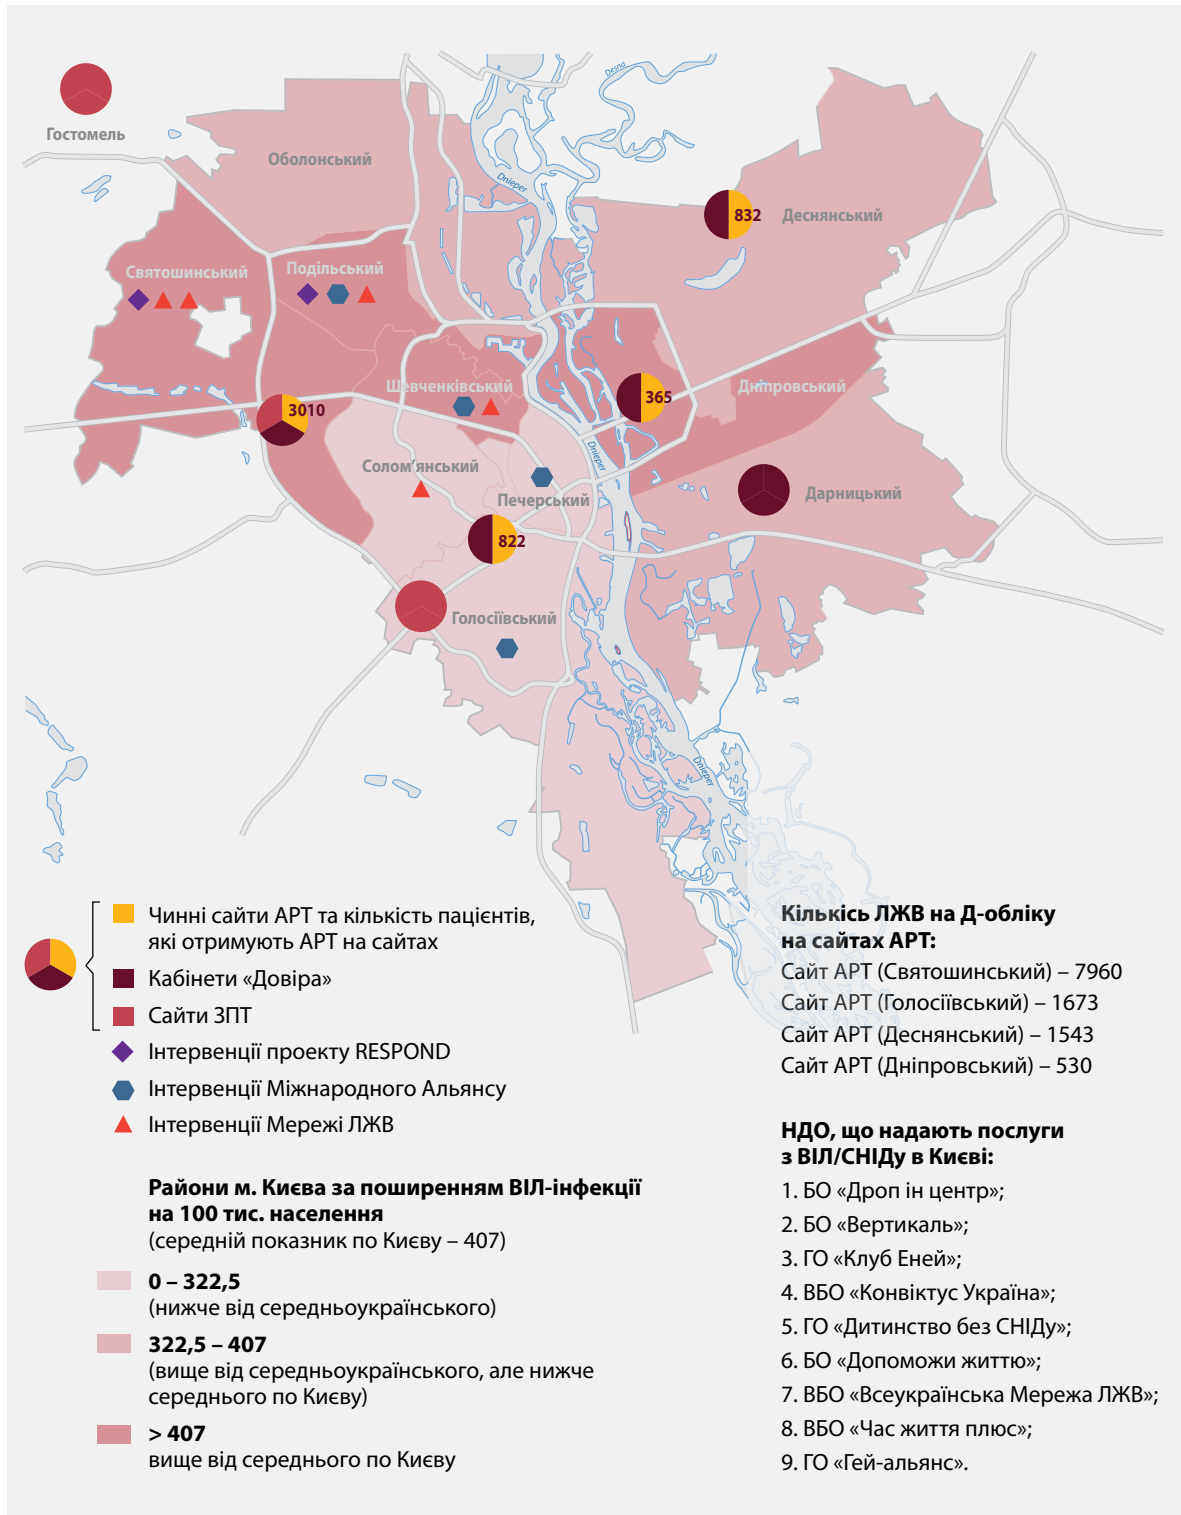 Гостомель
Оболонський
Desna
Dnieper
832
Деснянський
Святошинський
Подільський
Шевченківський
365
Дніпровський
3010
Солом'янський
Dnieper
Печерський
Дарницький
822
Голосіївський
Dnieper
Чинні сайти АРТ та кількість пацієнтів,
які отримують АРТ на сайтах
Кабінети «Довіра»
Сайти ЗПТ
Інтервенції проекту RESPOND
Інтервенції Міжнародного Альянсу
Інтервенції Мережі ЛЖВ
Райони м. Києва за поширенням ВІЛ-інфекції
на 100 тис. населення
(середній показник по Києву – 407)
0 – 322,5
(нижче від середньоукраїнського)
322,5 – 407
(вище від середньоукраїнського, але нижче
середнього по Києву)
> 407
вище від середнього по Києву
Кількісь ЛЖВ на Д-обліку
на сайтах АРТ:
Сайт АРТ (Святошинський) – 7960
Сайт АРТ (Голосіївський) – 1673
Сайт АРТ (Деснянський) – 1543
Сайт АРТ (Дніпровський) – 530
НДО, що надають послуги
з ВІЛ/СНІДу в Києві:
1. БО «Дроп ін центр»;
2. БО «Вертикаль»;
3. ГО «Клуб Еней»;
4. ВБО «Конвіктус Україна»;
5. ГО «Дитинство без СНІДу»;
6. БО «Допоможи життю»;
7. ВБО «Всеукраїнська Мережа ЛЖВ»;
8. ВБО «Час життя плюс»;
9. ГО «Гей-альянс».